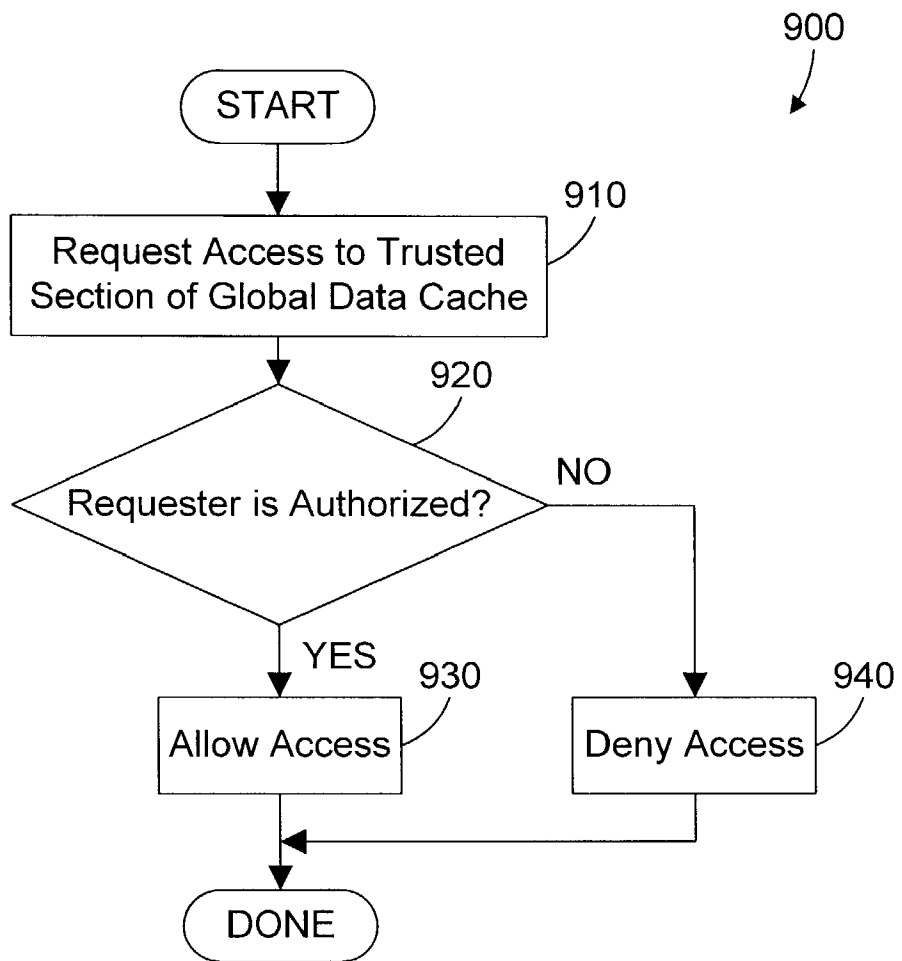 900
START
910
Request Access to Trusted
Section of Global Data Cache
920
Requester is Authorized?
NO
YES
930
Allow Access
940
Deny Access
DONE